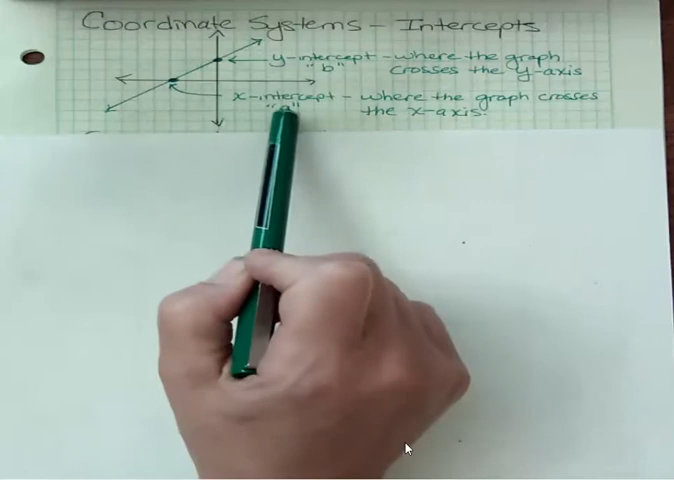 Coordinate Systems - Intercepts
y-intercept - where the graph
"b" crosses the y-axis
x-intercept - where the graph crosses
"a" the x-axis.